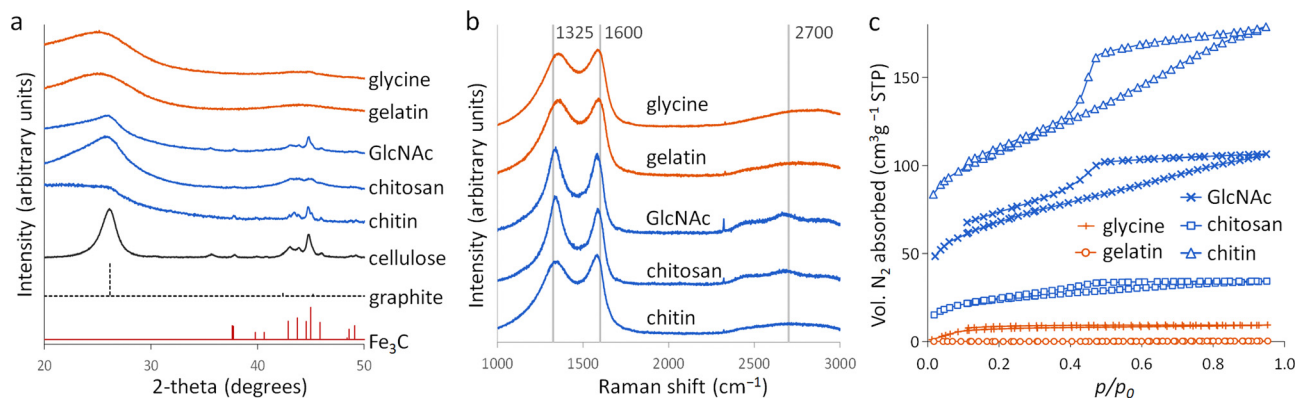 a
Intensity (arbitrary units)
glycine
gelatin
GlcNAc
chitosan
chitin
cellulose
graphite
Fe₃C
20
30
40
50
2-theta (degrees)
b
1325
1600
2700
Intensity (arbitrary units)
glycine
gelatin
GlcNAc
chitosan
chitin
1000
1500
2000
2500
3000
Raman shift (cm⁻¹)
c
Vol. N₂ absorbed (cm³g⁻¹ STP)
150
100
50
0
GlcNAc
glycine
chitosan
gelatin
chitin
0.0
0.2
0.4
0.6
0.8
1.0
p/p₀